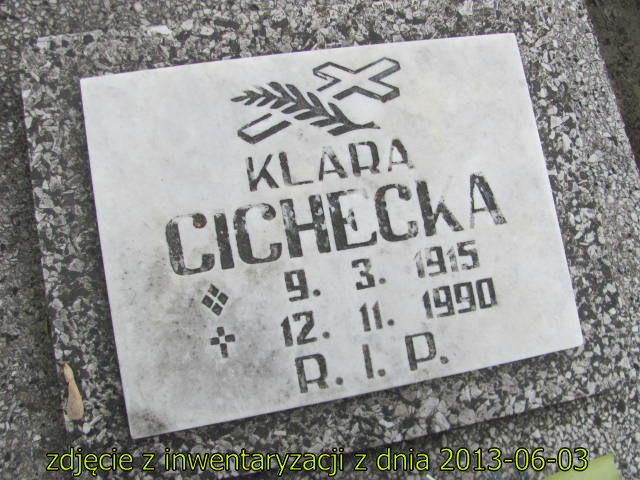 KLARA
CICHECKA
9. 3. 1915
12. 11. 1990
R. I. P.
zdjęcie z inwentaryzacji z dnia 2013-06-03